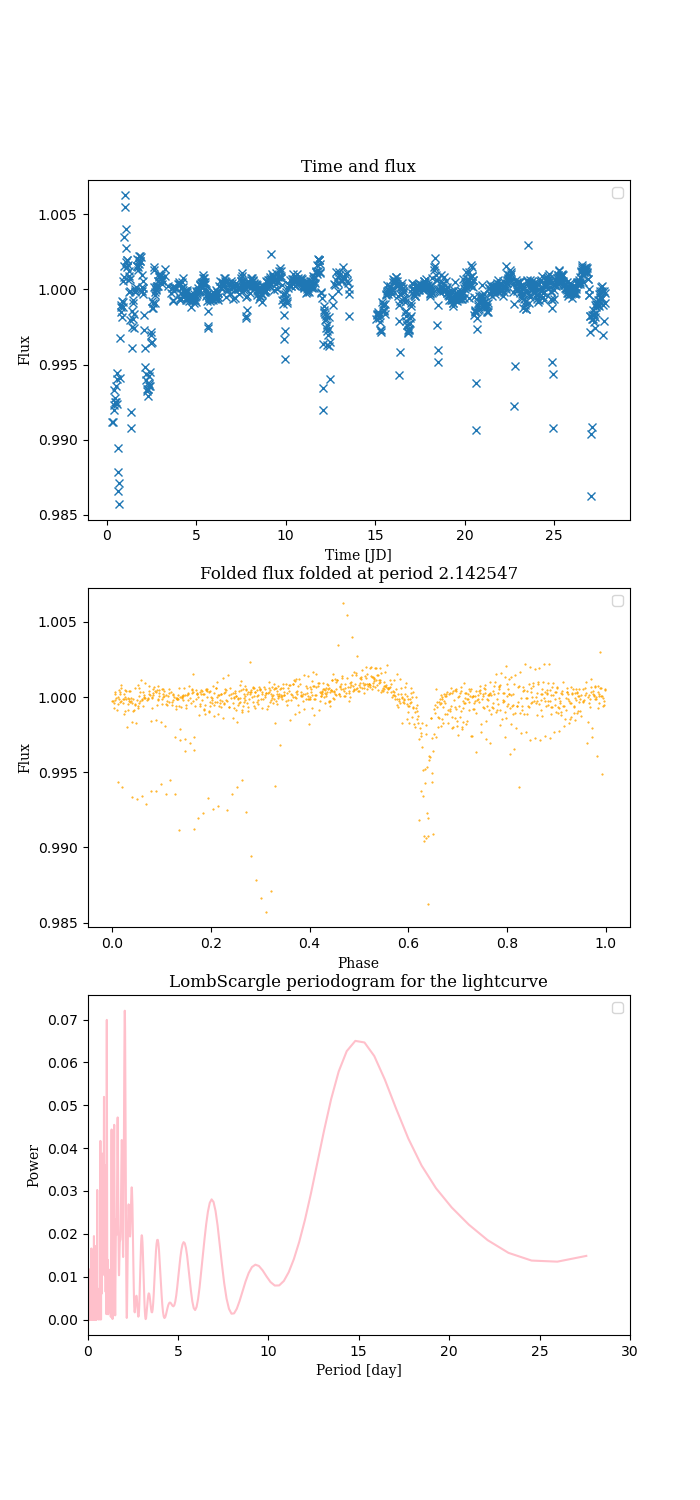 Time and flux
1.005
1.000
0.995
0.990
0.985
Flux
0 5 10 15 20 25
Time [JD]
Folded flux folded at period 2.142547
1.005
1.000
0.995
0.990
0.985
Flux
0.0 0.2 0.4 0.6 0.8 1.0
Phase
LombScargle periodogram for the lightcurve
0.07
0.06
0.05
0.04
0.03
0.02
0.01
0.00
Power
0 5 10 15 20 25 30
Period [day]